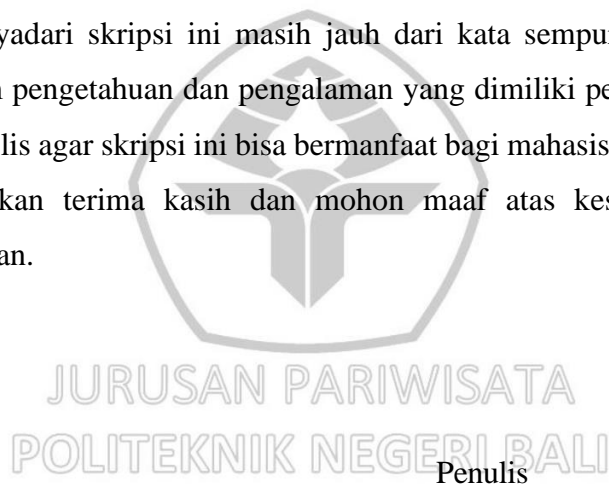 yadari skripsi ini masih jauh dari kata sempu
pengetahuan dan pengalaman yang dimiliki pe
lis agar skripsi ini bisa bermanfaat bagi mahasis
kan terima kasih dan mohon maaf atas kes
an.
JURUSAN PARIWISATA
POLITEKNIK NEGERI BALI
Penulis